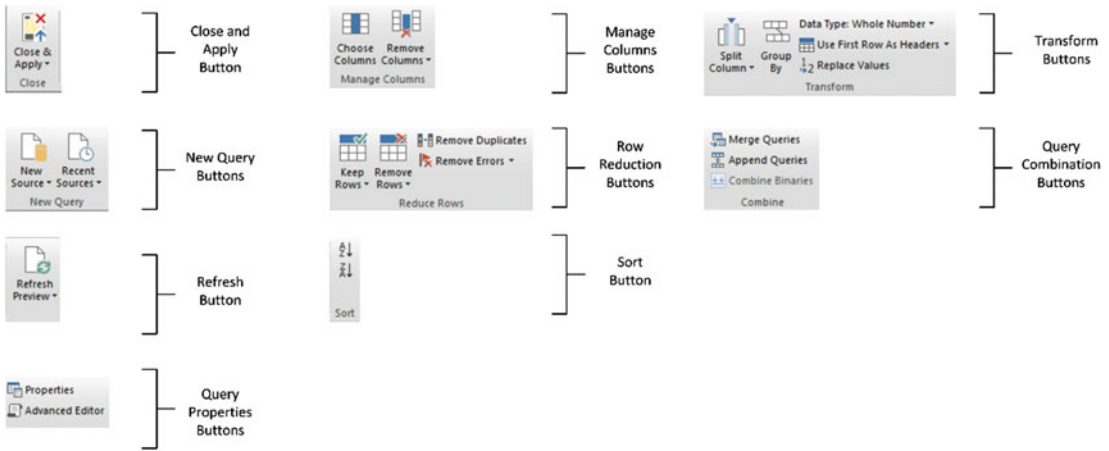 Close &
Apply
Close
Close and
Apply
Button
Choose
Columns
Remove
Columns
Manage Columns
Manage
Columns
Buttons
Split
Column
Group
By
Data Type: Whole Number
Use First Row As Headers
1 2 Replace Values
Transform
Transform
Buttons
New
Source
Recent
Sources
New Query
New Query
Buttons
Keep
Rows
Remove
Rows
Remove Duplicates
Remove Errors
Reduce Rows
Row
Reduction
Buttons
Merge Queries
Append Queries
Combine Binaries
Combine
Query
Combination
Buttons
Refresh
Preview
Refresh
Button
A
Z
Z
A
Sort
Sort
Button
Properties
Advanced Editor
Query
Properties
Buttons